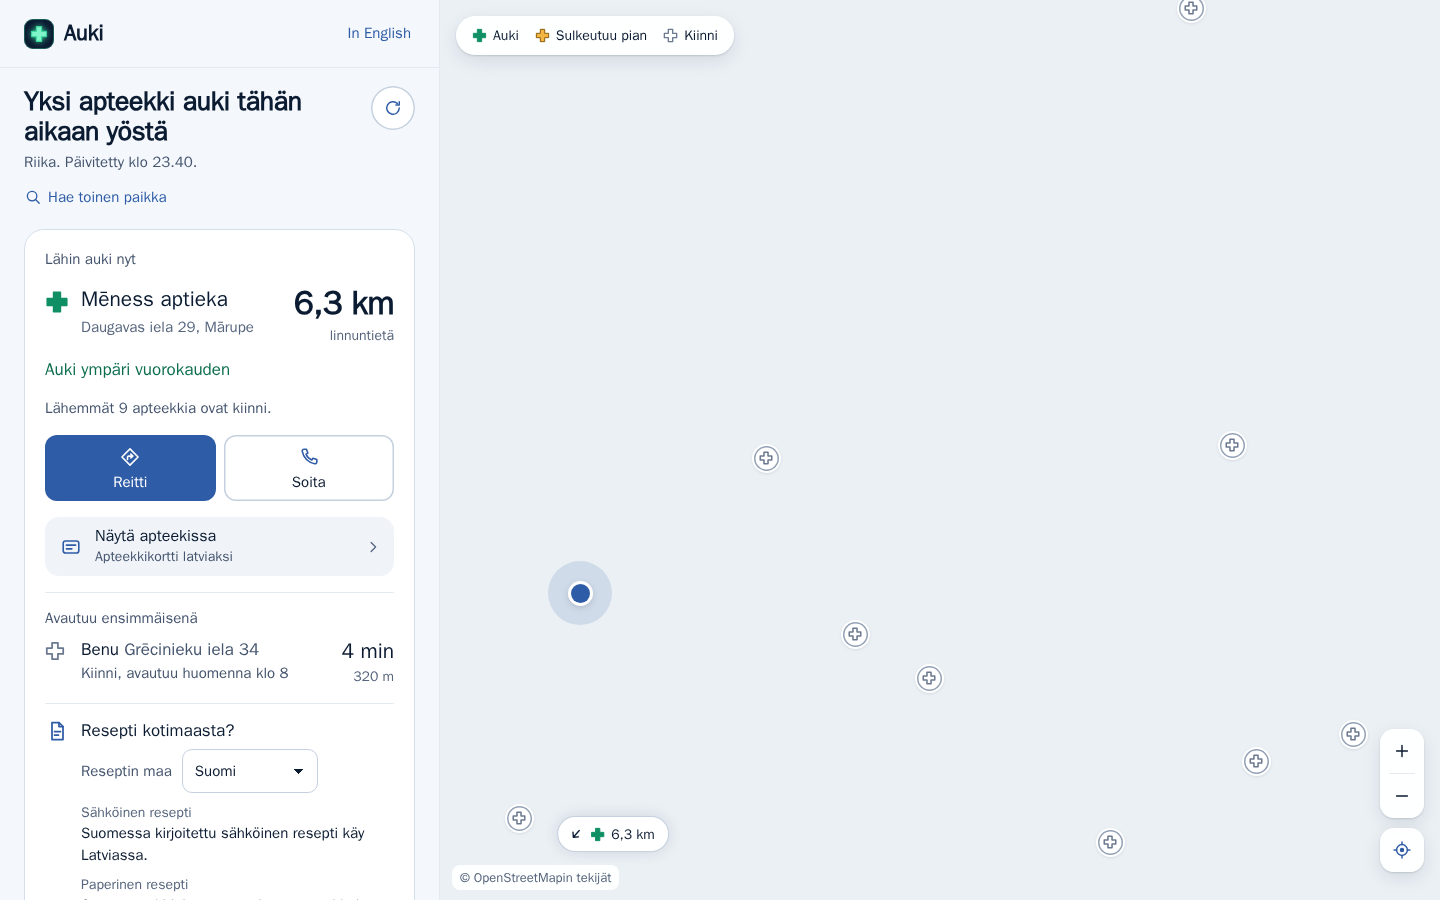 Auki
In English
Yksi apteekki auki tähän
aikaan yöstä
Riika. Päivitetty klo 23.40.
Hae toinen paikka
Lähin auki nyt
Mēness aptieka
6,3 km
Daugavas iela 29, Mārupe
linnuntietä
Auki ympäri vuorokauden
Lähemmät 9 apteekkia ovat kiinni.
Reitti
Soita
Näytä apteekissa
Apteekkikortti latviaksi
Avautuu ensimmäisenä
Benu Grēcinieku iela 34
4 min
Kiinni, avautuu huomenna klo 8
320 m
Resepti kotimaasta?
Reseptin maa
Suomi
Sähköinen resepti
Suomessa kirjoitettu sähköinen resepti käy
Latviassa.
Paperinen resepti
Auki
Sulkeutuu pian
Kiinni
6,3 km
© OpenStreetMapin tekijät